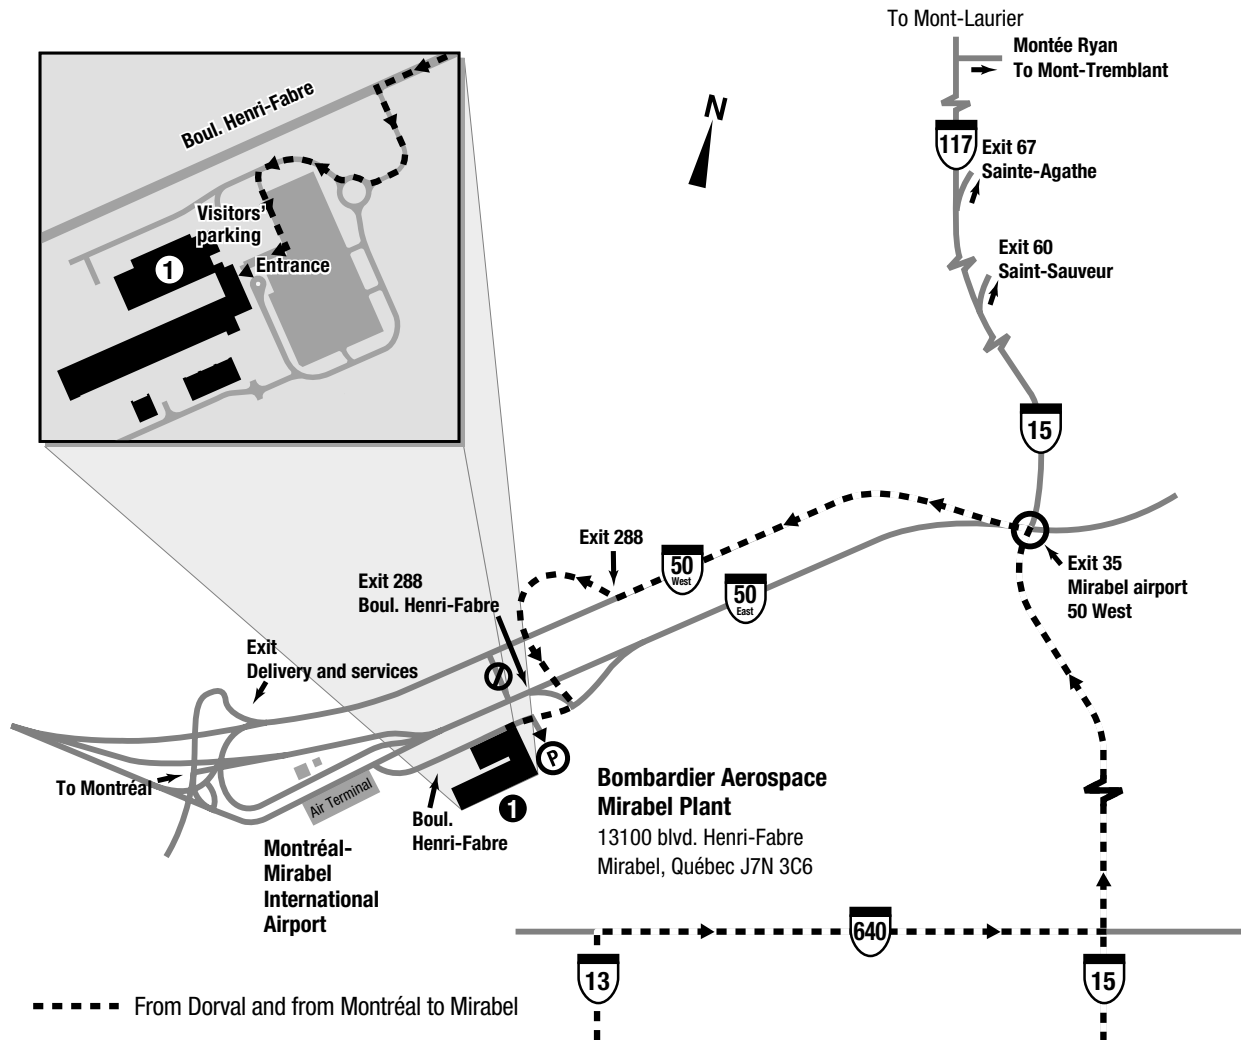 To Mont-Laurier
Montée Ryan
To Mont-Tremblant
N
117
Exit 67
Sainte-Agathe
Exit 60
Saint-Sauveur
15
Boul. Henri-Fabre
Visitors'
parking
1
Entrance
Exit 288
50
West
50
East
Exit 35
Mirabel airport
50 West
Exit 288
Boul. Henri-Fabre
Exit
Delivery and services
To Montréal
Air Terminal
P
1
Boul.
Henri-Fabre
Montréal-
Mirabel
International
Airport
Bombardier Aerospace
Mirabel Plant
13100 blvd. Henri-Fabre
Mirabel, Québec J7N 3C6
640
13
15
From Dorval and from Montréal to Mirabel